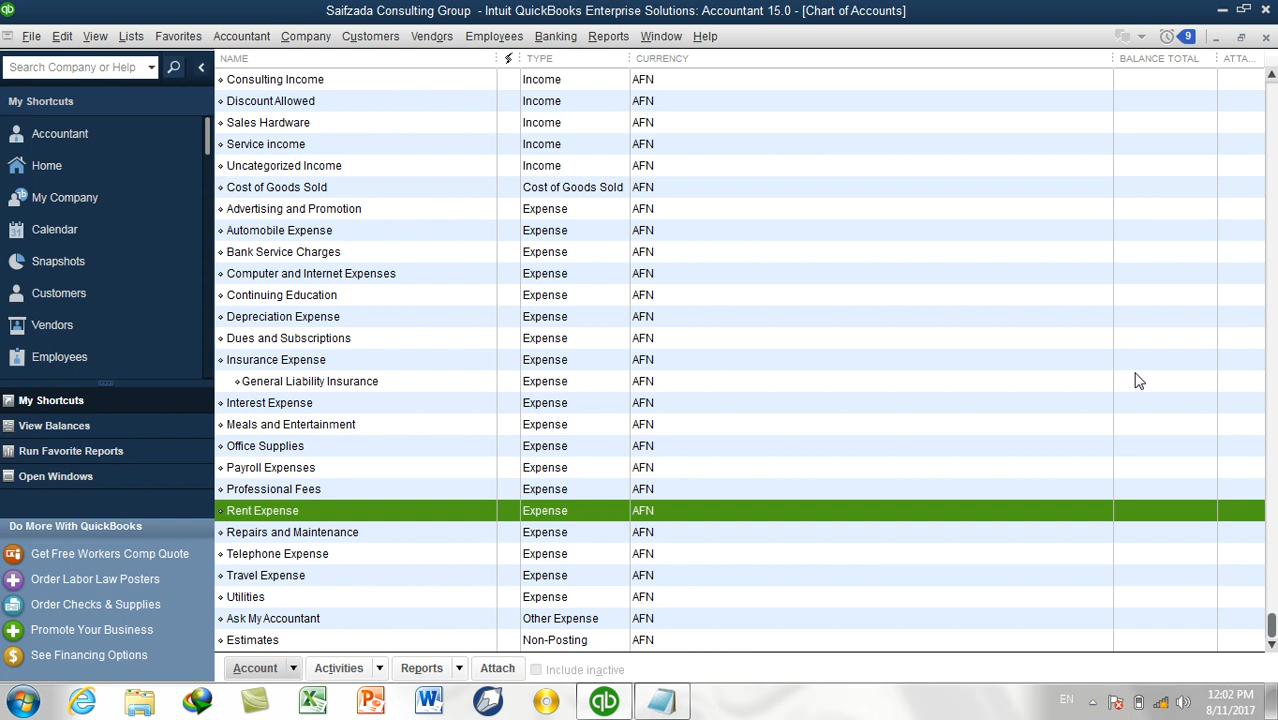 Saifzada Consulting Group - Intuit QuickBooks Enterprise Solutions: Accountant 15.0 - [Chart of Accounts]
File Edit View Lists Favorites Accountant Company Customers Vendors Employees Banking Reports Window Help 9
Search Company or Help
My Shortcuts
Accountant
Home
My Company
Calendar
31
Snapshots
Customers
Vendors
Employees
My Shortcuts
View Balances
Run Favorite Reports
Open Windows
Do More With QuickBooks
Get Free Workers Comp Quote
Order Labor Law Posters
Order Checks & Supplies
Promote Your Business
See Financing Options
NAME TYPE CURRENCY BALANCE TOTAL ATTA...
Consulting Income Income AFN
Discount Allowed Income AFN
Sales Hardware Income AFN
Service income Income AFN
Uncategorized Income Income AFN
Cost of Goods Sold Cost of Goods Sold AFN
Advertising and Promotion Expense AFN
Automobile Expense Expense AFN
Bank Service Charges Expense AFN
Computer and Internet Expenses Expense AFN
Continuing Education Expense AFN
Depreciation Expense Expense AFN
Dues and Subscriptions Expense AFN
Insurance Expense Expense AFN
General Liability Insurance Expense AFN
Interest Expense Expense AFN
Meals and Entertainment Expense AFN
Office Supplies Expense AFN
Payroll Expenses Expense AFN
Professional Fees Expense AFN
Rent Expense Expense AFN
Repairs and Maintenance Expense AFN
Telephone Expense Expense AFN
Travel Expense Expense AFN
Utilities Expense AFN
Ask My Accountant Other Expense AFN
Estimates Non-Posting AFN
Account Activities Reports Attach Include inactive
EN
12:02 PM
8/11/2017